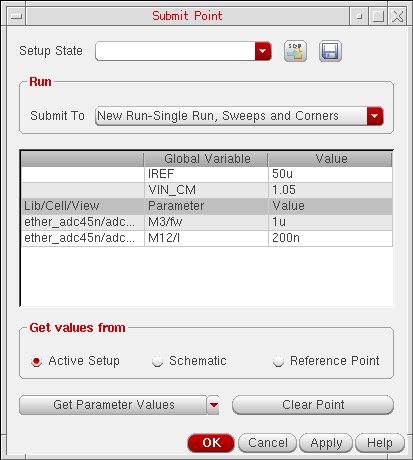 Submit Point
Setup State
Run
Submit To New Run-Single Run, Sweeps and Corners
Global Variable Value
IREF 50u
VIN_CM 1.05
Lib/Cell/View Parameter Value
ether_adc45n/adc... M3/fw 1u
ether_adc45n/adc... M12/l 200n
Get values from
Active Setup Schematic Reference Point
Get Parameter Values Clear Point
OK Cancel Apply Help